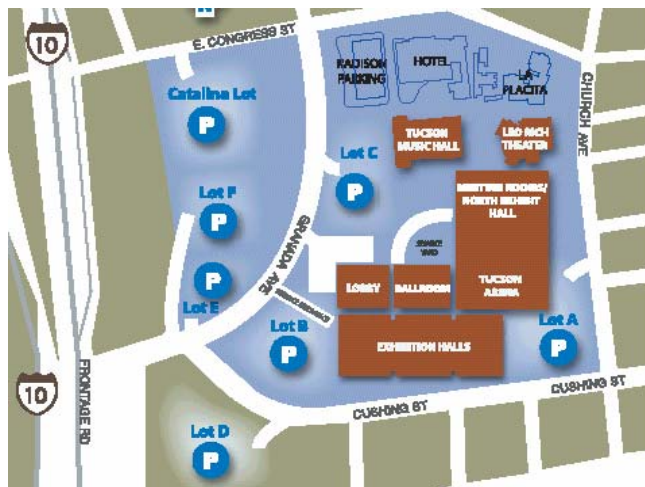 10
E. CONGRESS ST
RADISON
PARKING
HOTEL
LA
PLACITA
CHURCH AVE
Catalina Lot
P
TUCSON
MUSIC HALL
LEO RICH
THEATER
Lot C
P
MEETING ROOMS/
NORTH EXHIBIT
HALL
Lot F
P
GRANADA AVE
P
Lot E
LOBBY
BALLROOM
TUCSON
ARENA
Lot B
P
EXHIBITION HALLS
Lot A
P
10
FRONTAGE RD
CUSHING ST
CUSHING ST
Lot D
P